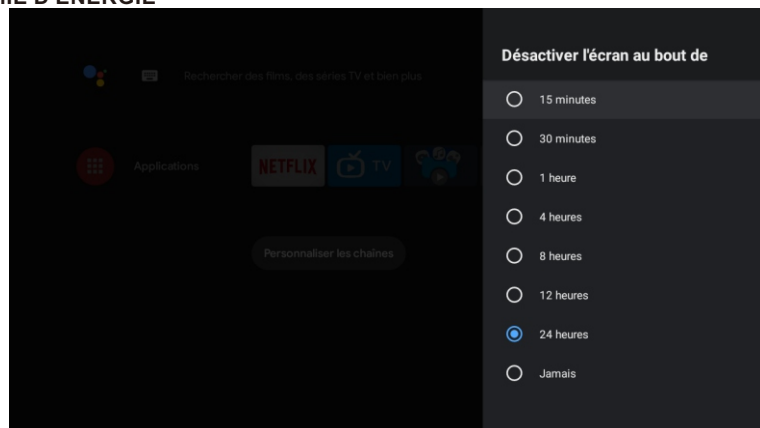 D'ÉNERGIE
Désactiver l'écran au bout de
Rechercher des films, des séries TV et bien plus
15 minutes
30 minutes
1 heure
Applications
NETFLIX
TV
4 heures
Personnaliser les chaînes
8 heures
12 heures
24 heures
Jamais